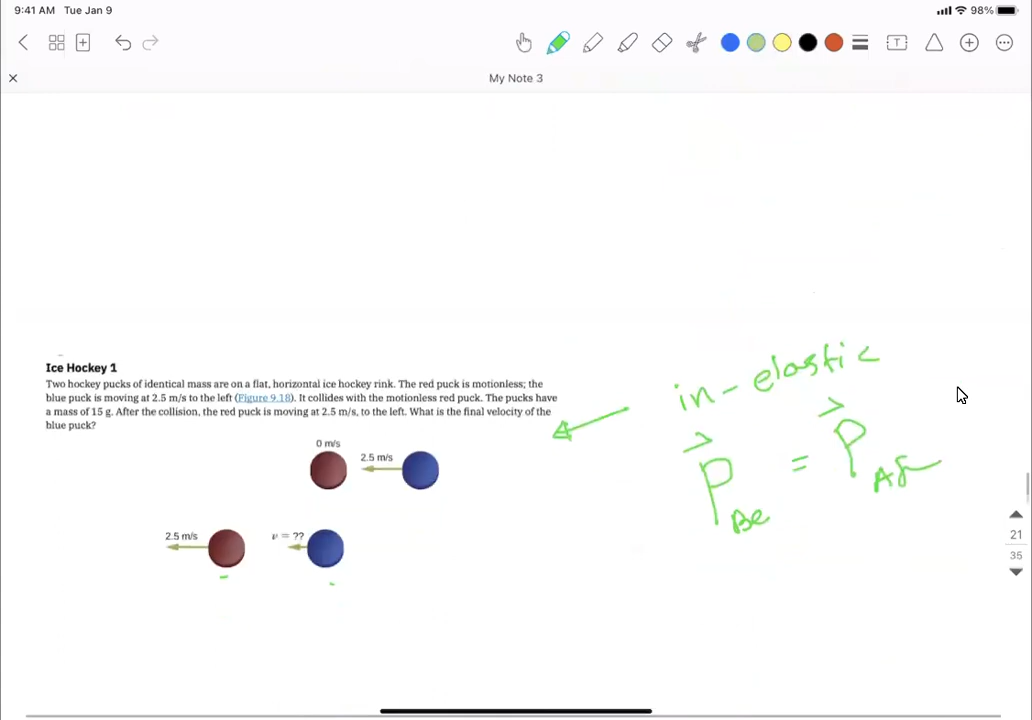 9:41 AM Tue Jan 9
98%
T
My Note 3
Ice Hockey 1
Two hockey pucks of identical mass are on a flat, horizontal ice hockey rink. The red puck is motionless; the
blue puck is moving at 2.5 m/s to the left (Figure 9.18). It collides with the motionless red puck. The pucks have
a mass of 15 g. After the collision, the red puck is moving at 2.5 m/s, to the left. What is the final velocity of the
blue puck?
0 m/s
2.5 m/s
2.5 m/s
v = ??
in-elastic
P Be = P Af
21
35